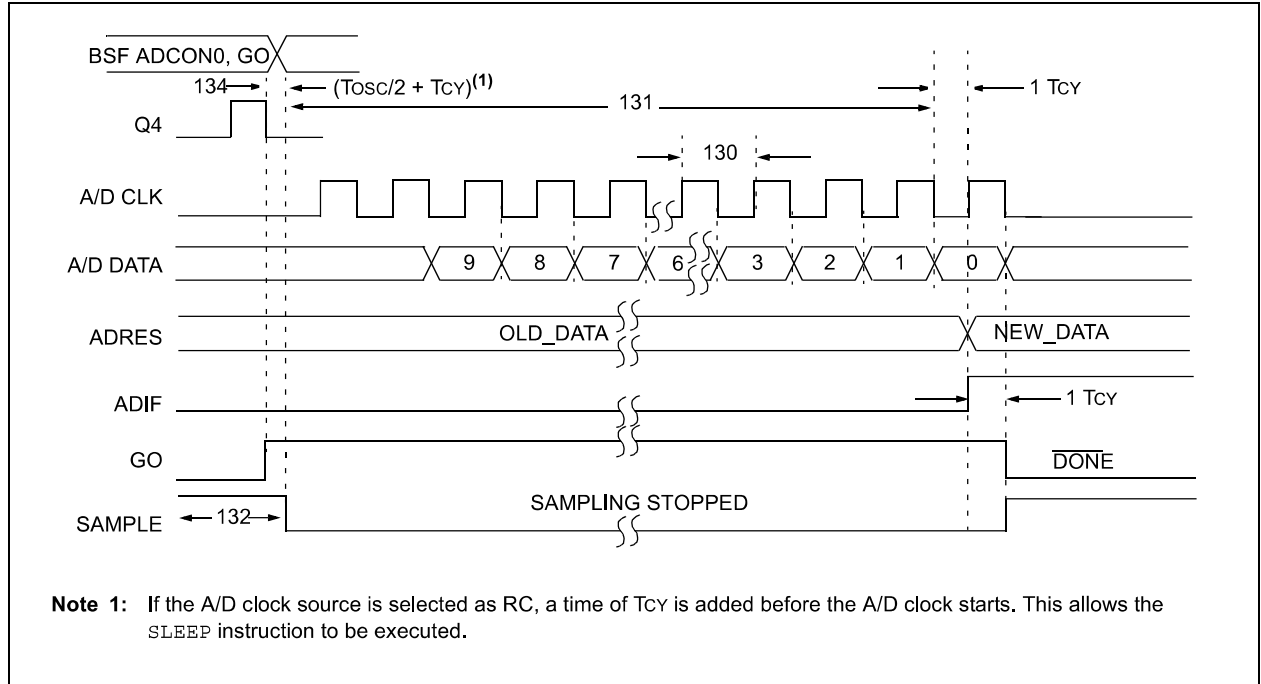 BSF ADCON0, GO
134 (TOSC/2 + TCY)(1) 131 1 TCY
Q4
130
A/D CLK
A/D DATA 9 8 7 6 3 2 1 0
ADRES OLD_DATA NEW_DATA
ADIF 1 TCY
GO DONE
SAMPLE 132 SAMPLING STOPPED
Note 1: If the A/D clock source is selected as RC, a time of TCY is added before the A/D clock starts. This allows the
SLEEP instruction to be executed.